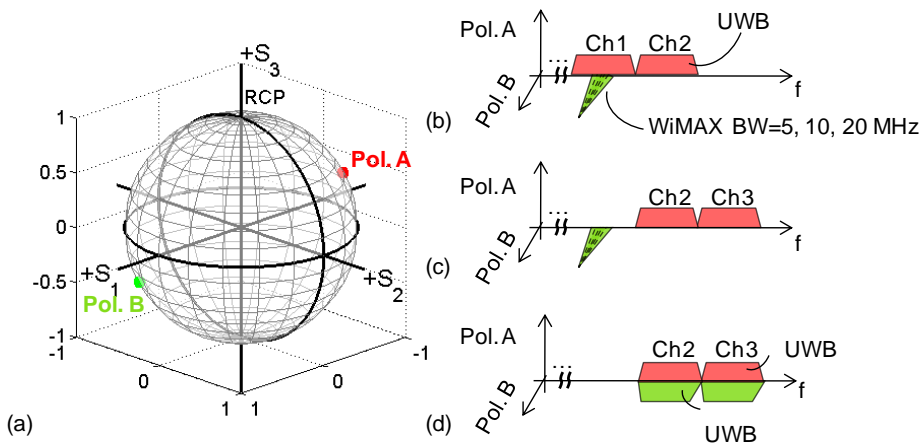 +S3
RCP
1
0.5
0
-0.5
-1
-1
0
1
1
0
-1
Pol. A
Pol. B
+S1
+S2
(a)
Pol. A
Pol. B
...
Ch1
Ch2
UWB
f
WiMAX BW=5, 10, 20 MHz
(b)
Pol. A
Pol. B
...
Ch2
Ch3
f
(c)
Pol. A
Pol. B
...
Ch2
Ch3
UWB
f
UWB
(d)